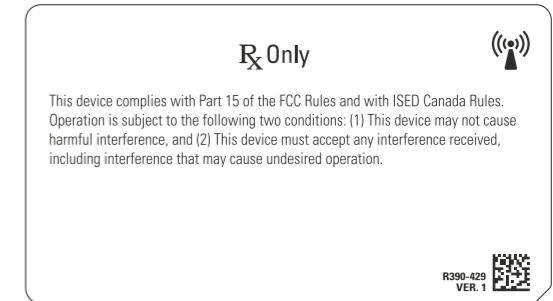 ℞ Only
This device complies with Part 15 of the FCC Rules and with ISED Canada Rules.
Operation is subject to the following two conditions: (1) This device may not cause
harmful interference, and (2) This device must accept any interference received,
including interference that may cause undesired operation.
R390-429
VER. 1